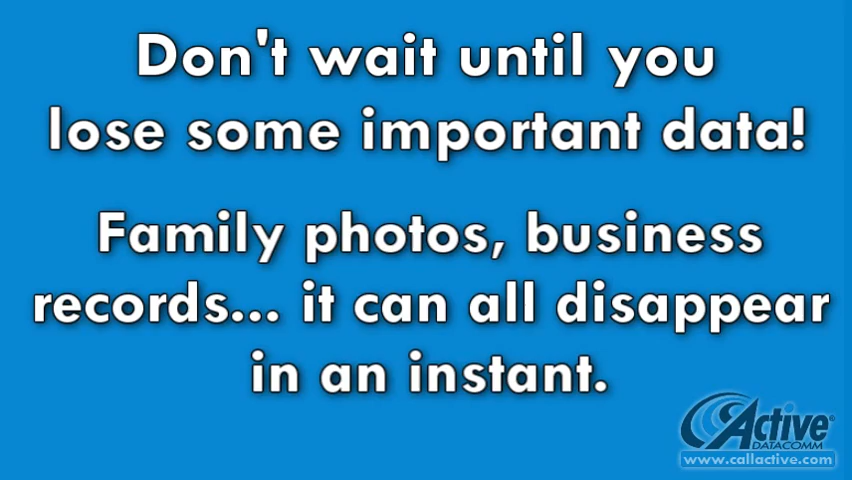 Don't wait until you
lose some important data!
Family photos, business
records... it can all disappear
in an instant.
Active®
DATACOMM
www.callactive.com